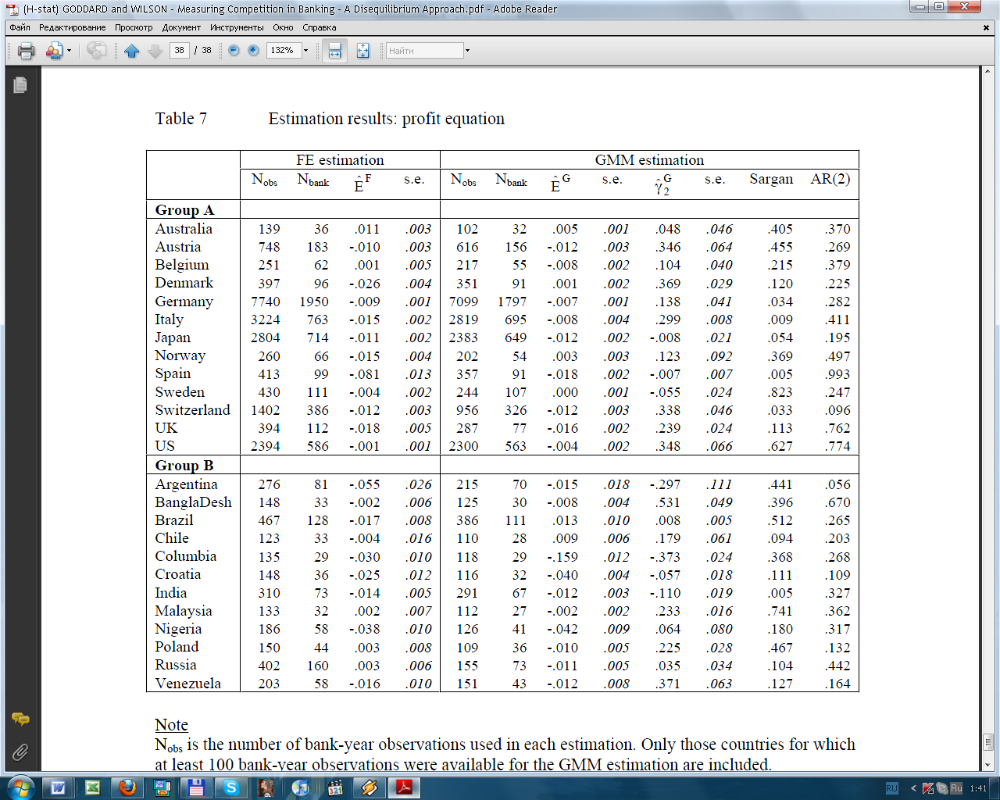 (H-stat) GODDARD and WILSON - Measuring Competition in Banking - A Disequilibrium Approach.pdf - Adobe Reader
Файл Редактирование Просмотр Документ Инструменты Окно Справка
38 / 38 132% Найти
Table 7 Estimation results: profit equation
FE estimation GMM estimation
Nobs Nbank Ê^F s.e. Nobs Nbank Ê^G s.e. γ̂2^G s.e. Sargan AR(2)
Group A
Australia 139 36 .011 .003 102 32 .005 .001 .048 .046 .405 .370
Austria 748 183 -.010 .003 616 156 -.012 .003 .346 .064 .455 .269
Belgium 251 62 .001 .005 217 55 -.008 .002 .104 .040 .215 .379
Denmark 397 96 -.026 .004 351 91 .001 .002 .369 .029 .120 .225
Germany 7740 1950 -.009 .001 7099 1797 -.007 .001 .138 .041 .034 .282
Italy 3224 763 -.015 .002 2819 695 -.008 .004 .299 .008 .009 .411
Japan 2804 714 -.011 .002 2383 649 -.012 .002 -.008 .021 .054 .195
Norway 260 66 -.015 .004 202 54 .003 .003 .123 .092 .369 .497
Spain 413 99 -.081 .013 357 91 -.018 .002 -.007 .007 .005 .993
Sweden 430 111 -.004 .002 244 107 .000 .001 -.055 .024 .823 .247
Switzerland 1402 386 -.012 .003 956 326 -.012 .003 .338 .046 .033 .096
UK 394 112 -.018 .005 287 77 -.016 .002 .239 .024 .113 .762
US 2394 586 -.001 .001 2300 563 -.004 .002 .348 .066 .627 .774
Group B
Argentina 276 81 -.055 .026 215 70 -.015 .018 -.297 .111 .441 .056
BanglaDesh 148 33 -.002 .006 125 30 -.008 .004 .531 .049 .396 .670
Brazil 467 128 -.017 .008 386 111 .013 .010 .008 .005 .512 .265
Chile 123 33 -.004 .016 110 28 .009 .006 .179 .061 .094 .203
Columbia 135 29 -.030 .010 118 29 -.159 .012 -.373 .024 .368 .268
Croatia 148 36 -.025 .012 116 32 -.040 .004 -.057 .018 .111 .109
India 310 73 -.014 .005 291 67 -.012 .003 -.110 .019 .005 .327
Malaysia 133 32 .002 .007 112 27 -.002 .002 .233 .016 .741 .362
Nigeria 186 58 -.038 .010 126 41 -.042 .009 .064 .080 .180 .317
Poland 150 44 .003 .008 109 36 -.010 .005 .225 .028 .467 .132
Russia 402 160 .003 .006 155 73 -.011 .005 .035 .034 .104 .442
Venezuela 203 58 -.016 .010 151 43 -.012 .008 .371 .063 .127 .164
Note
Nobs is the number of bank-year observations used in each estimation. Only those countries for which
at least 100 bank-year observations were available for the GMM estimation are included.
RU Ru 1:41